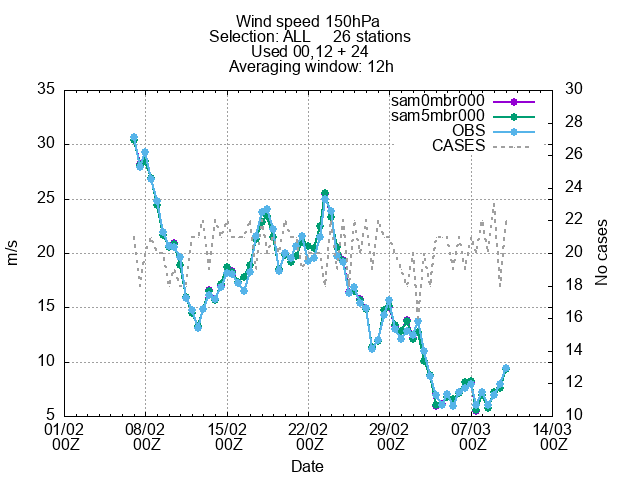 Wind speed 150hPa
Selection: ALL 26 stations
Used 00,12 + 24
Averaging window: 12h
sam0mbr000
sam5mbr000
OBS
CASES
35
30
25
20
15
10
5
m/s
30
28
26
24
22
20
18
16
14
12
10
No cases
01/02 08/02 15/02 22/02 29/02 07/03 14/03
00Z 00Z 00Z 00Z 00Z 00Z 00Z
Date